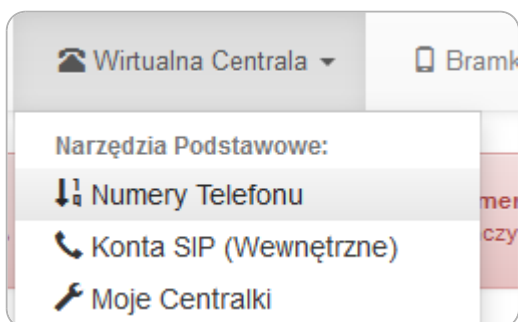 Wirtualna Centrala
Narzędzia Podstawowe:
Numery Telefonu
Konta SIP (Wewnętrzne)
Moje Centralki